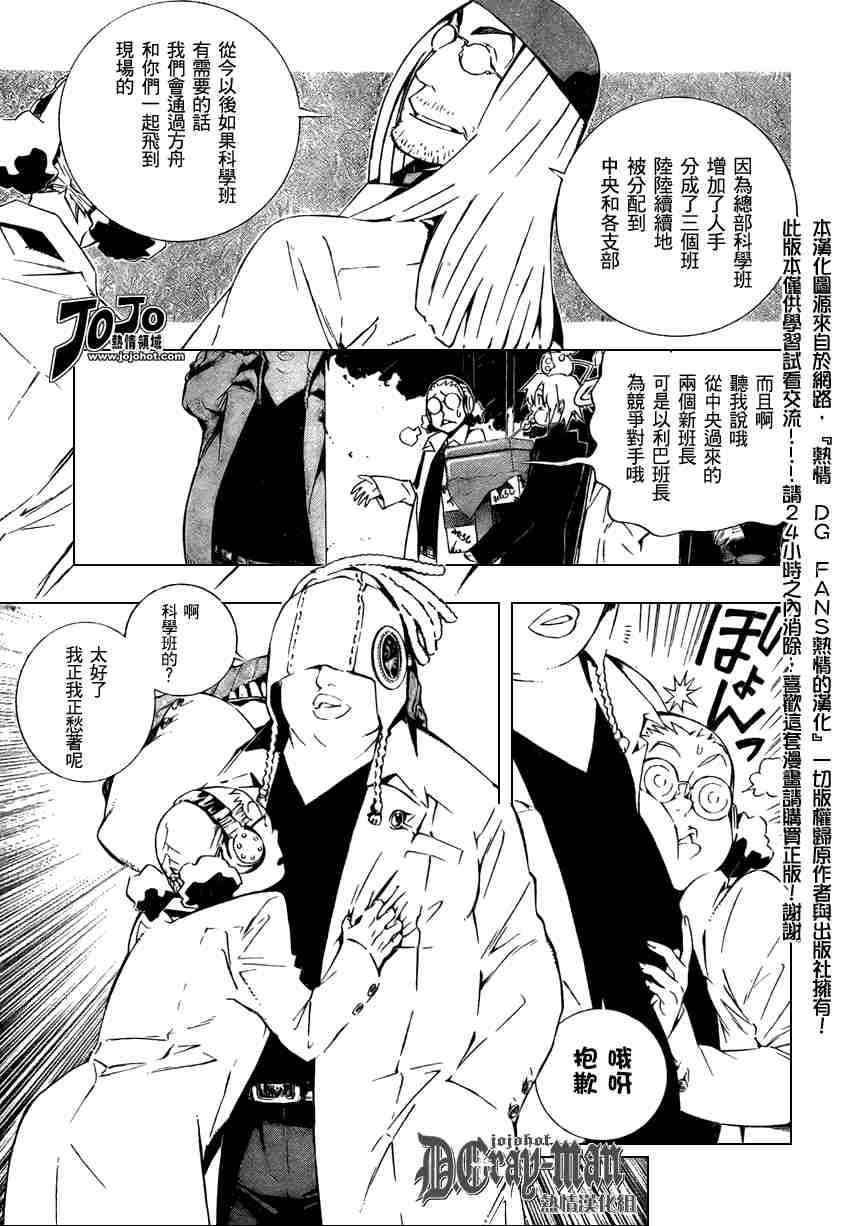 因為總部科學班
增加了人手
分成了三個班
陸陸續續地
被分配到
中央和各支部
從今以後如果科學班
有需要的話
我們會通過方舟
和你們一起飛到
現場的
JOJO
熱情領域
www.jojohot.com
而且啊
聽我說哦
從中央過來的
兩個新班長
可是以利巴班長
為競爭對手哦
ぼょんっ
哦呀
抱歉
啊
科學班的?
太好了
我正我正愁著呢
jojohot
D.Gray-man
熱情漢化組
本漢化圖源來自於網路，『熱情 DG FANS熱情的漢化』一切版權歸原作者與出版社擁有！
此版本僅供學習試看交流！！！請24小時之內消除：喜歡這套漫畫請購買正版！謝謝